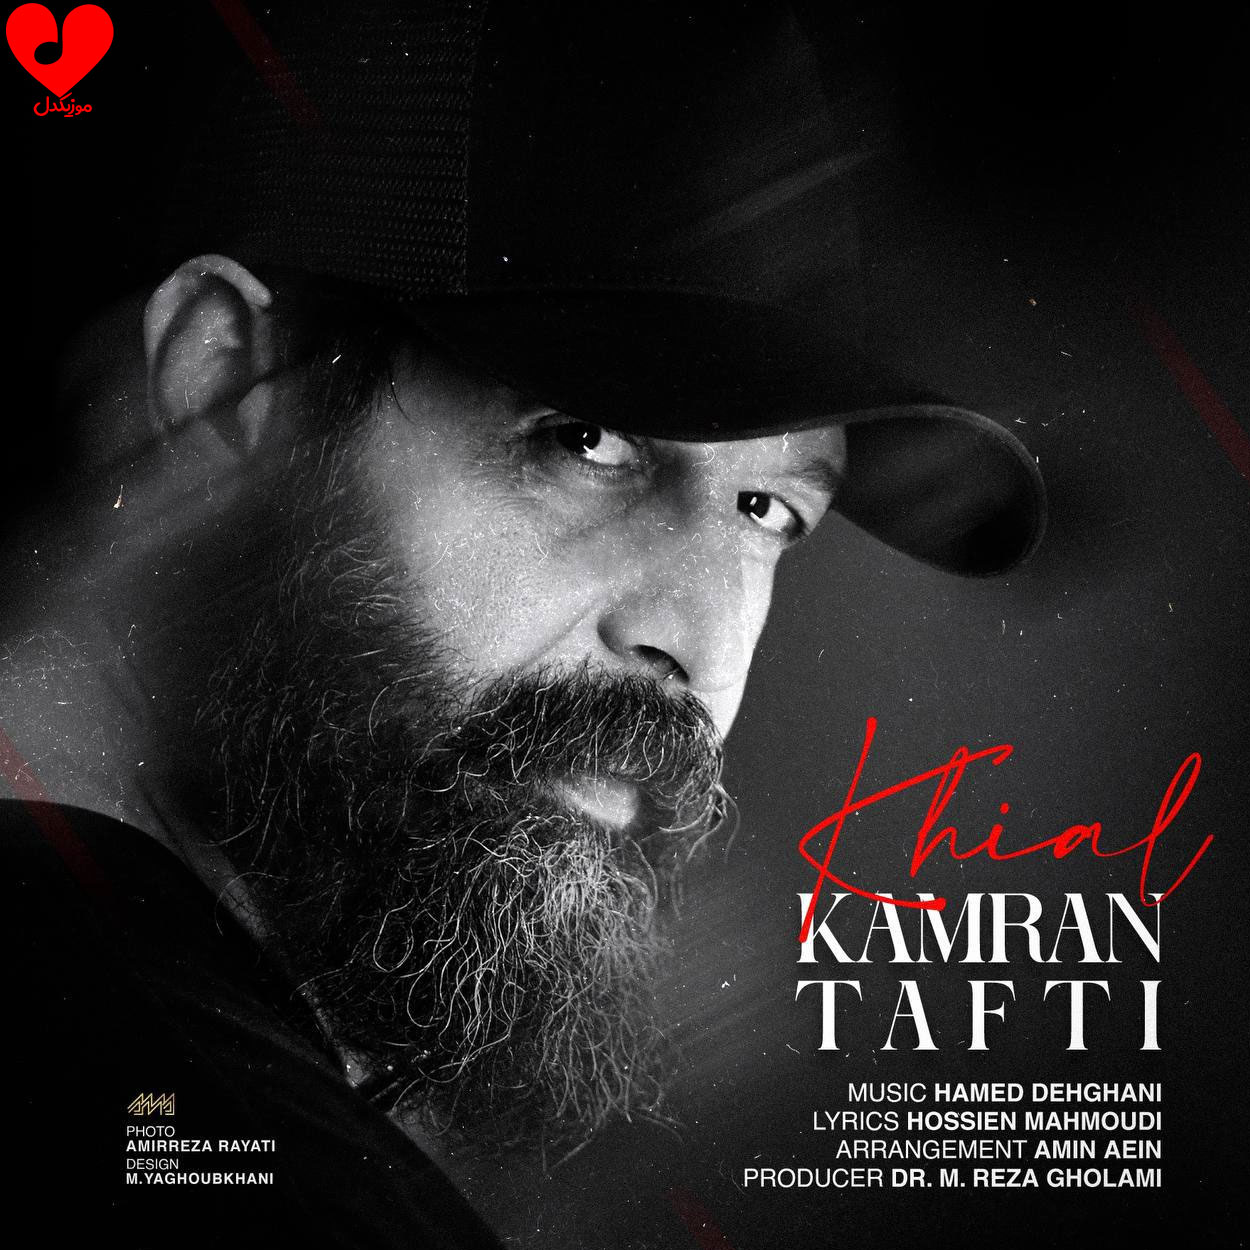 موزیکدل
Khial
KAMRAN
TAFTI
MUSIC HAMED DEHGHANI
LYRICS HOSSIEN MAHMOUDI
ARRANGEMENT AMIN AEIN
PRODUCER DR. M. REZA GHOLAMI
PHOTO
AMIRREZA RAYATI
DESIGN
M.YAGHOUBKHANI